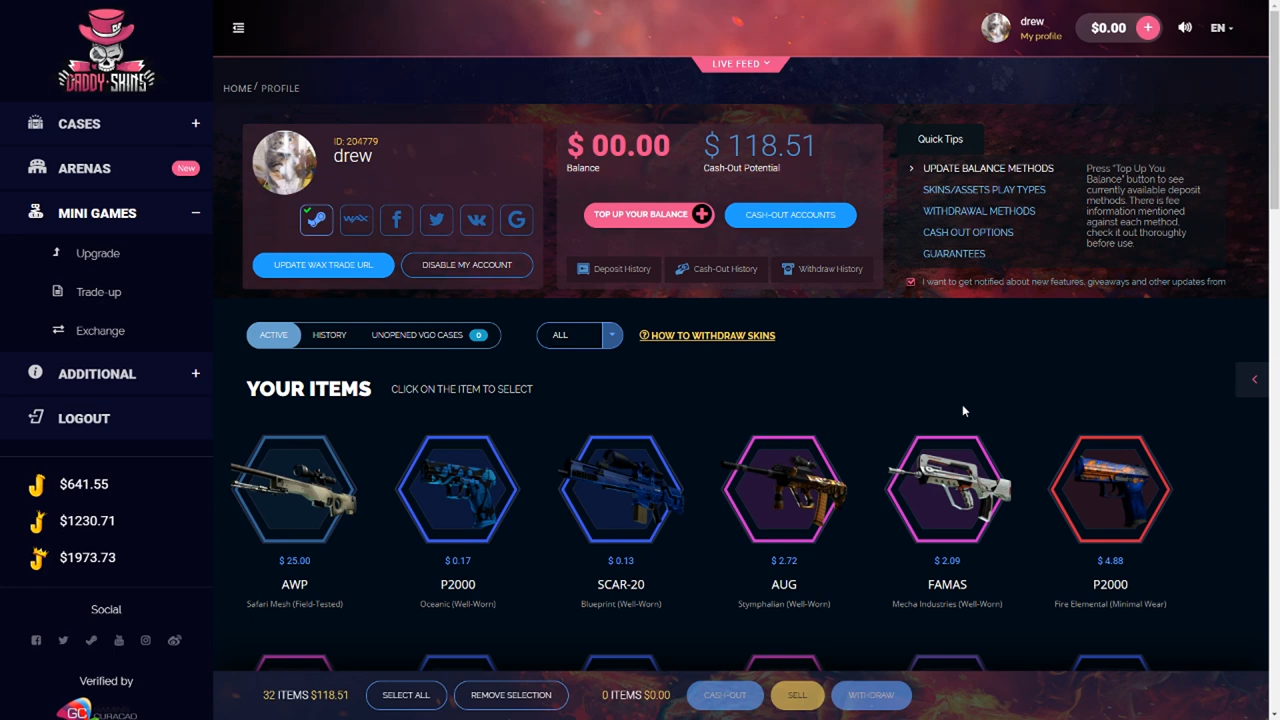 DADDY SKINS
drew
My profile
$0.00
+
EN
LIVE FEED
CASES
+
ARENAS
New
MINI GAMES
−
Upgrade
Trade-up
Exchange
ADDITIONAL
+
LOGOUT
$641.55
$1230.71
$1973.73
Social
Verified by
GC
CURACAO
HOME / PROFILE
ID: 204779
drew
WAX
UPDATE WAX TRADE URL
DISABLE MY ACCOUNT
$ 00.00
Balance
$ 118.51
Cash-Out Potential
TOP UP YOUR BALANCE
CASH-OUT ACCOUNTS
Deposit History
Cash-Out History
Withdraw History
Quick Tips
UPDATE BALANCE METHODS
SKINS/ASSETS PLAY TYPES
WITHDRAWAL METHODS
CASH OUT OPTIONS
GUARANTEES
Press "Top Up You
Balance" button to see
currently available deposit
methods. There is fee
information mentioned
against each method,
check it out thoroughly
before use.
I want to get notified about new features, giveaways and other updates from
ACTIVE
HISTORY
UNOPENED VGO CASES 0
ALL
HOW TO WITHDRAW SKINS
YOUR ITEMS
CLICK ON THE ITEM TO SELECT
$ 25.00
AWP
Safari Mesh (Field-Tested)
$ 0.17
P2000
Oceanic (Well-Worn)
$ 0.13
SCAR-20
Blueprint (Well-Worn)
$ 2.72
AUG
Stymphalian (Well-Worn)
$ 2.09
FAMAS
Mecha Industries (Well-Worn)
$ 4.88
P2000
Fire Elemental (Minimal Wear)
32 ITEMS $118.51
SELECT ALL
REMOVE SELECTION
0 ITEMS $0.00
CASH-OUT
SELL
WITHDRAW